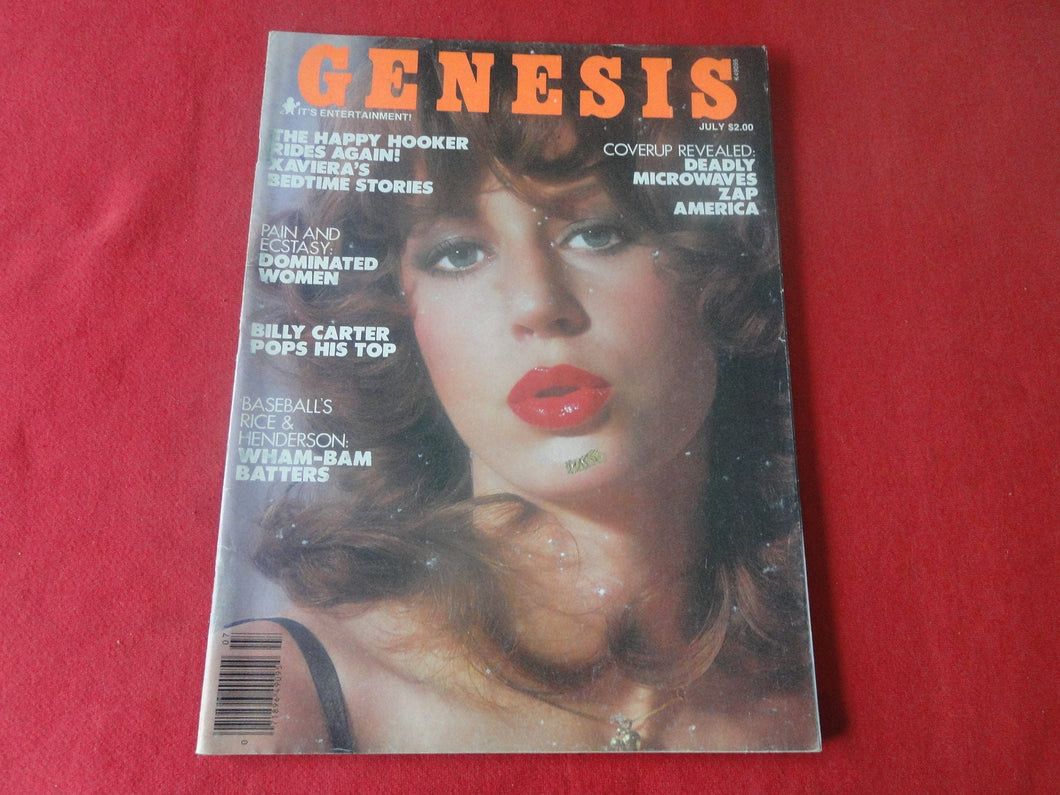 GENESIS
IT'S ENTERTAINMENT!
JULY $2.00
THE HAPPY HOOKER
RIDES AGAIN!
XAVIERA'S
BEDTIME STORIES
COVERUP REVEALED:
DEADLY
MICROWAVES
ZAP
AMERICA
PAIN AND
ECSTASY:
DOMINATED
WOMEN
BILLY CARTER
POPS HIS TOP
BASEBALL'S
RICE &
HENDERSON:
WHAM-BAM
BATTERS
07